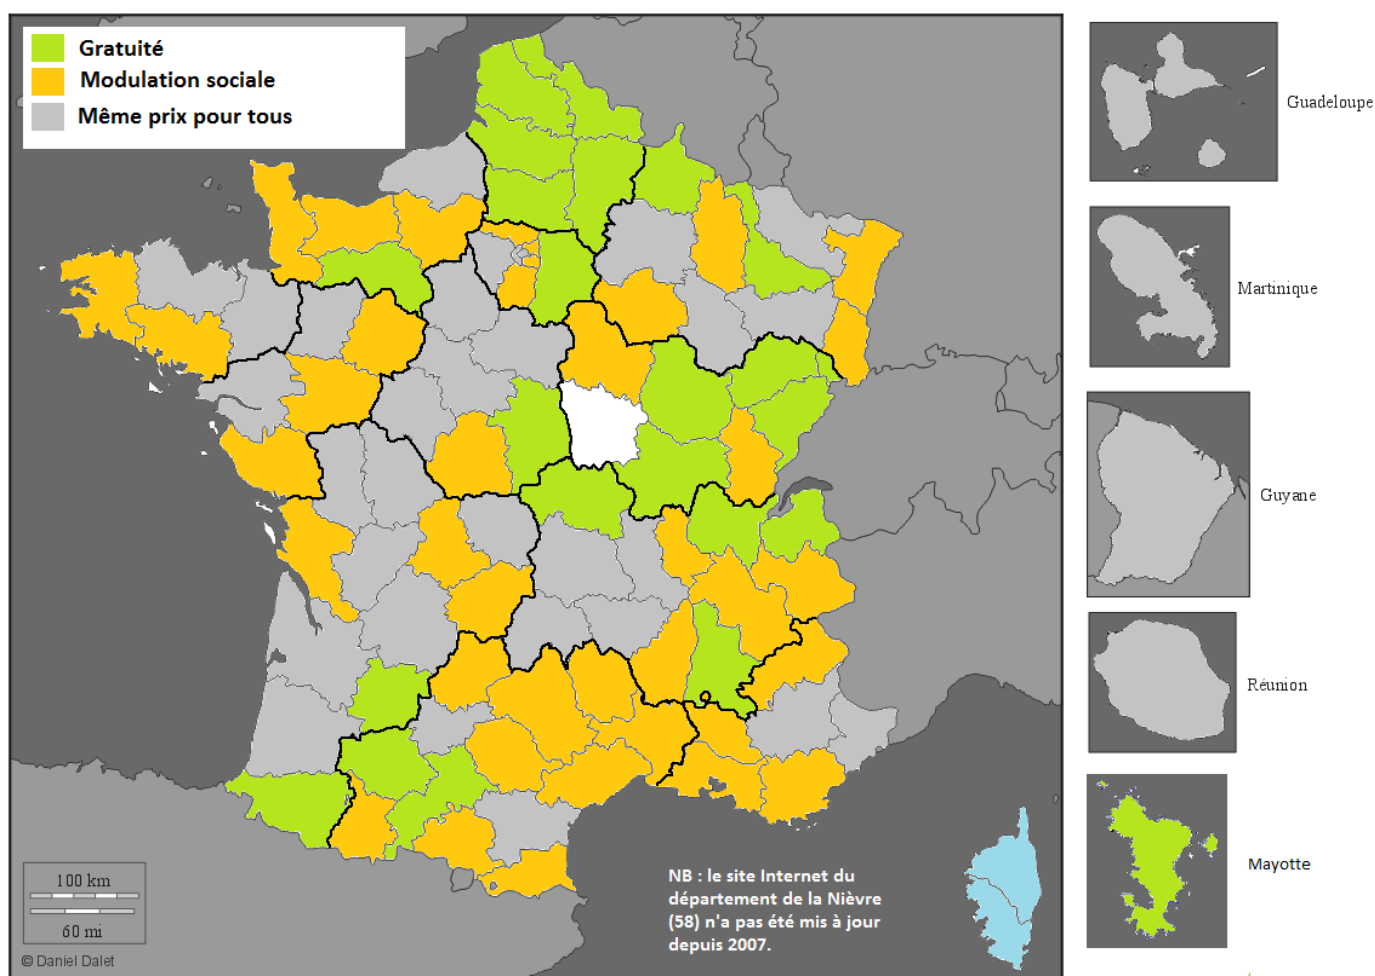 Gratuité
Modulation sociale
Même prix pour tous
Guadeloupe
Martinique
Guyane
Réunion
Mayotte
NB : le site Internet du
département de la Nièvre
(58) n'a pas été mis à jour
depuis 2007.
100 km
60 mi
© Daniel Dalet